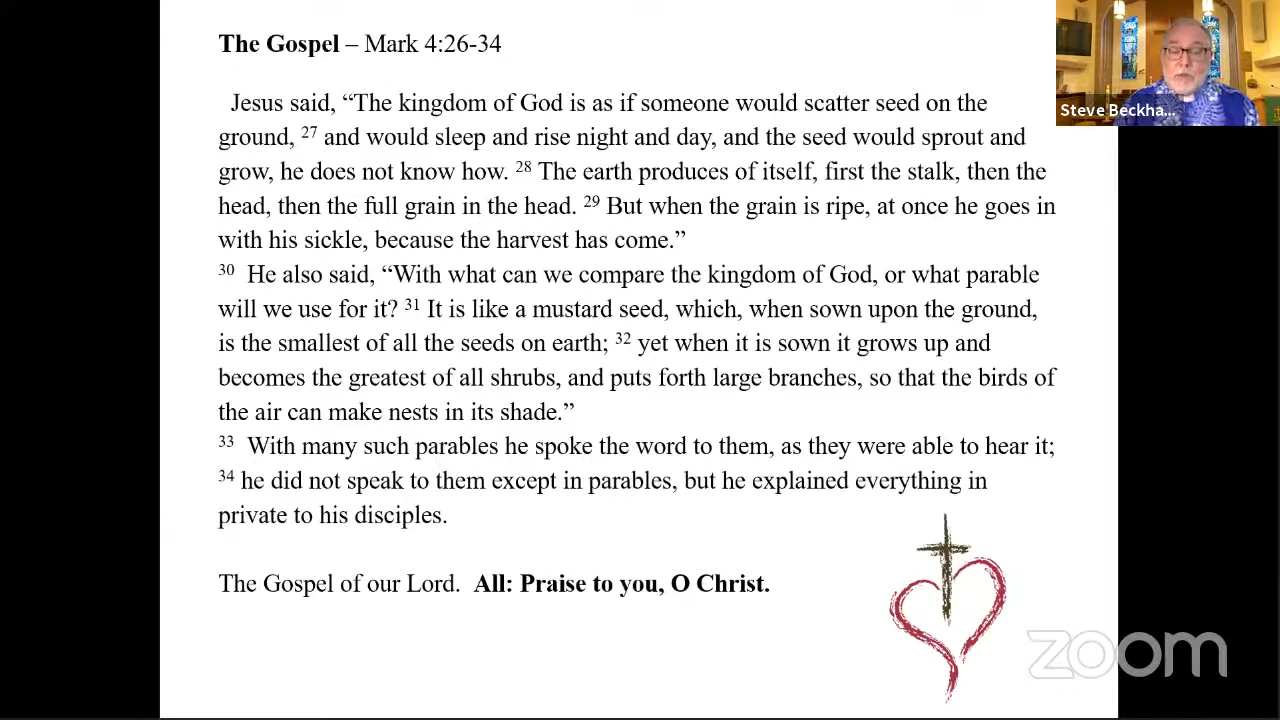 The Gospel – Mark 4:26-34
Jesus said, “The kingdom of God is as if someone would scatter seed on the
ground, 27 and would sleep and rise night and day, and the seed would sprout and
grow, he does not know how. 28 The earth produces of itself, first the stalk, then the
head, then the full grain in the head. 29 But when the grain is ripe, at once he goes in
with his sickle, because the harvest has come.”
30 He also said, “With what can we compare the kingdom of God, or what parable
will we use for it? 31 It is like a mustard seed, which, when sown upon the ground,
is the smallest of all the seeds on earth; 32 yet when it is sown it grows up and
becomes the greatest of all shrubs, and puts forth large branches, so that the birds of
the air can make nests in its shade.”
33 With many such parables he spoke the word to them, as they were able to hear it;
34 he did not speak to them except in parables, but he explained everything in
private to his disciples.
The Gospel of our Lord. All: Praise to you, O Christ.
Steve Beckha...
zoom